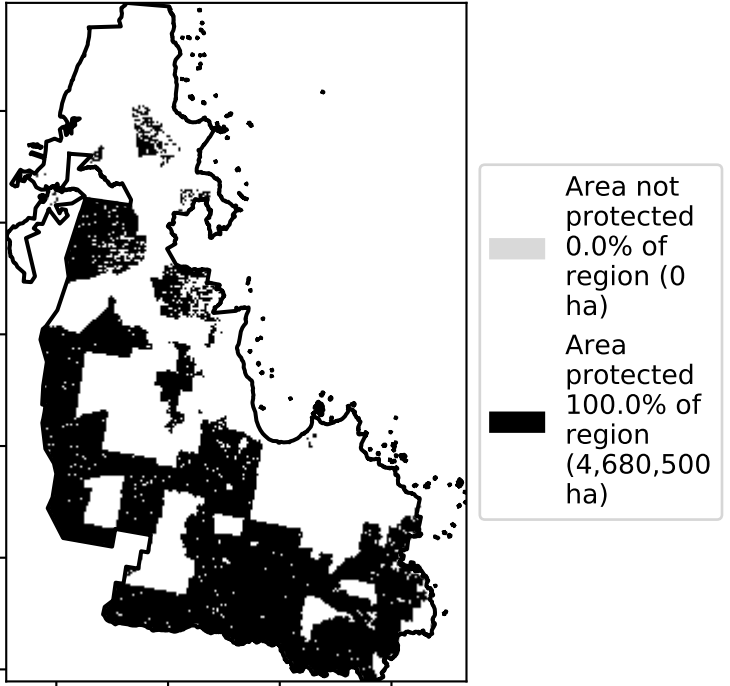 Area not
protected
0.0% of
region (0
ha)
Area
protected
100.0% of
region
(4,680,500
ha)